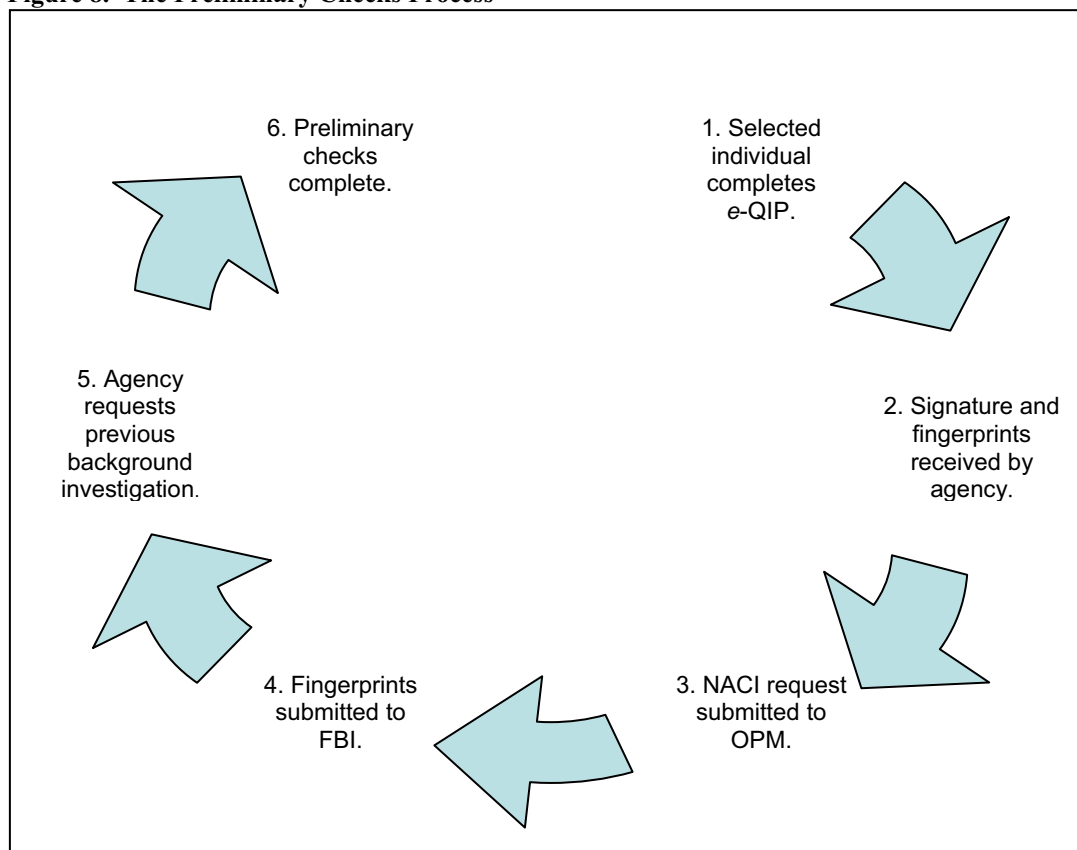 Figure 8. The Preliminary Checks Process
1. Selected
individual
completes
e-QIP.
2. Signature and
fingerprints
received by
agency.
3. NACI request
submitted to
OPM.
4. Fingerprints
submitted to
FBI.
5. Agency
requests
previous
background
investigation.
6. Preliminary
checks
complete.